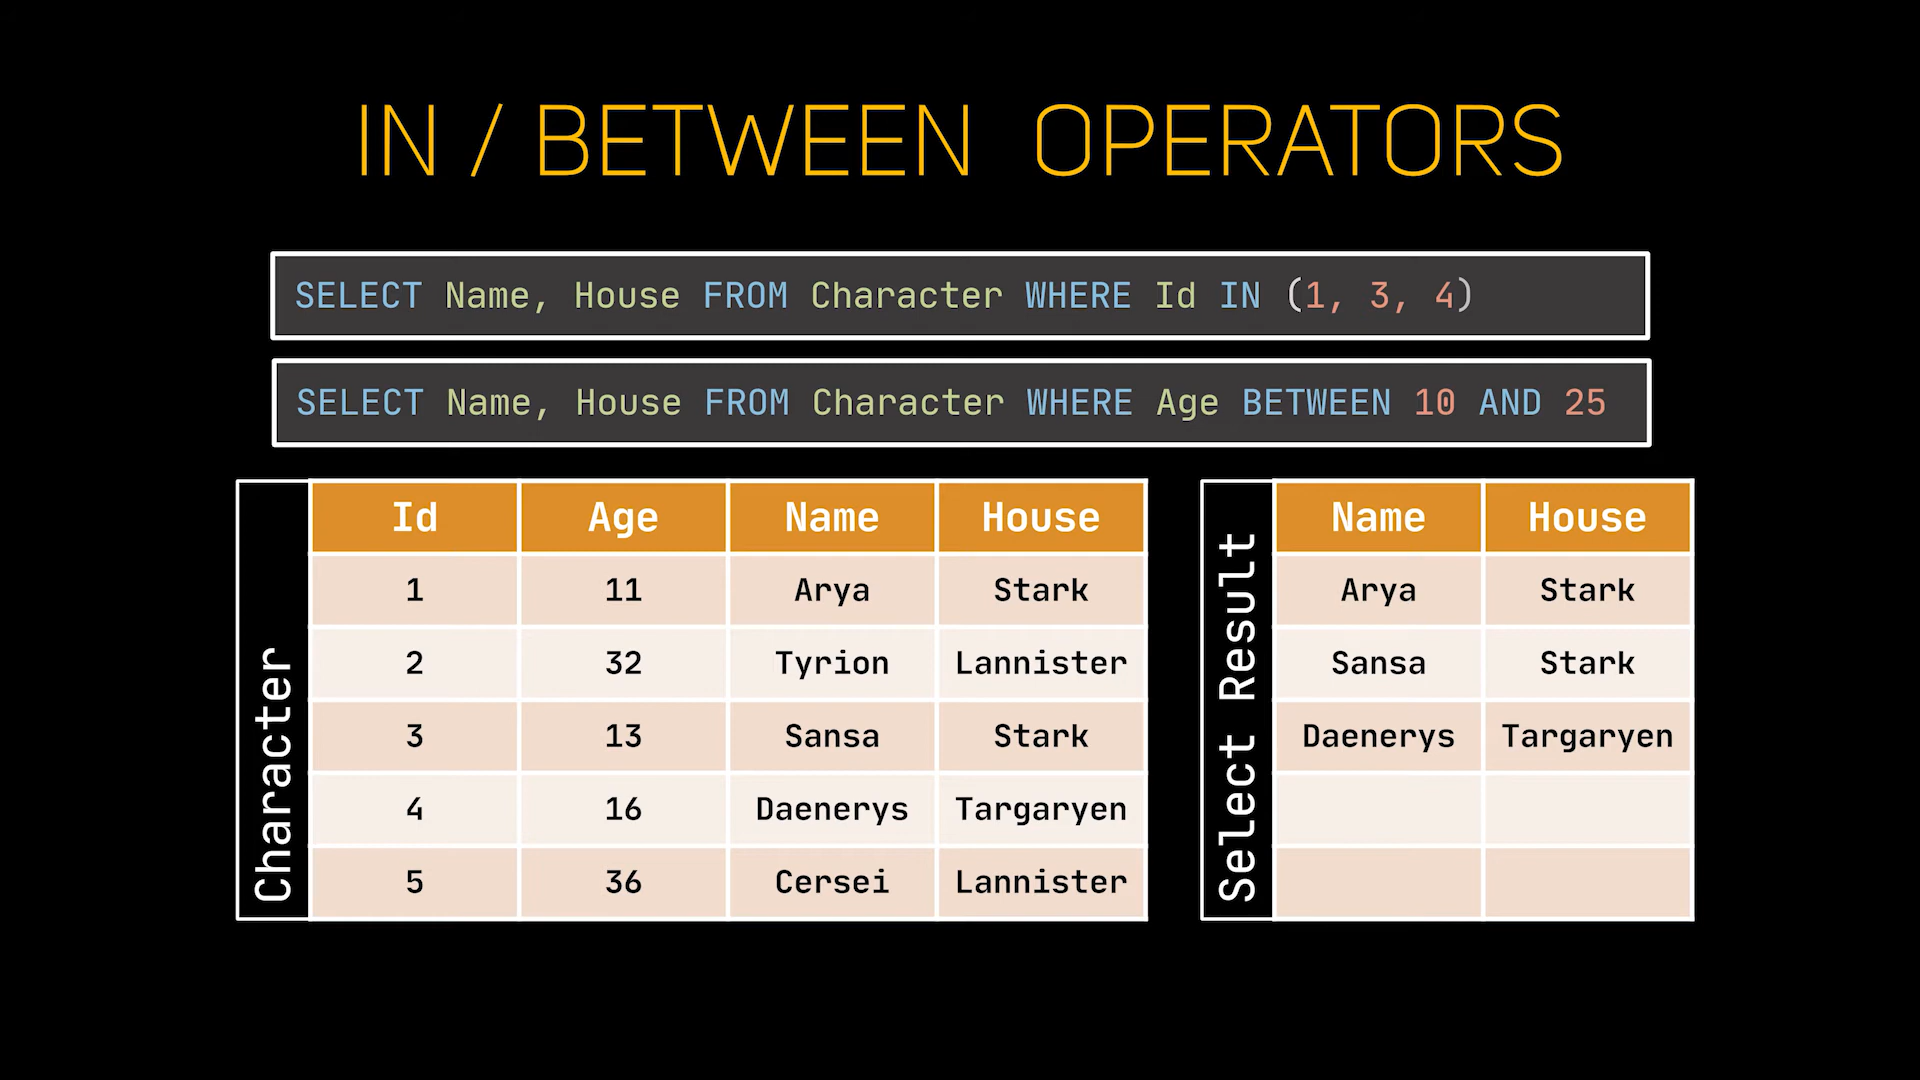 IN / BETWEEN OPERATORS
SELECT Name, House FROM Character WHERE Id IN (1, 3, 4)
SELECT Name, House FROM Character WHERE Age BETWEEN 10 AND 25
Character
Id Age Name House
1 11 Arya Stark
2 32 Tyrion Lannister
3 13 Sansa Stark
4 16 Daenerys Targaryen
5 36 Cersei Lannister
Select Result
Name House
Arya Stark
Sansa Stark
Daenerys Targaryen